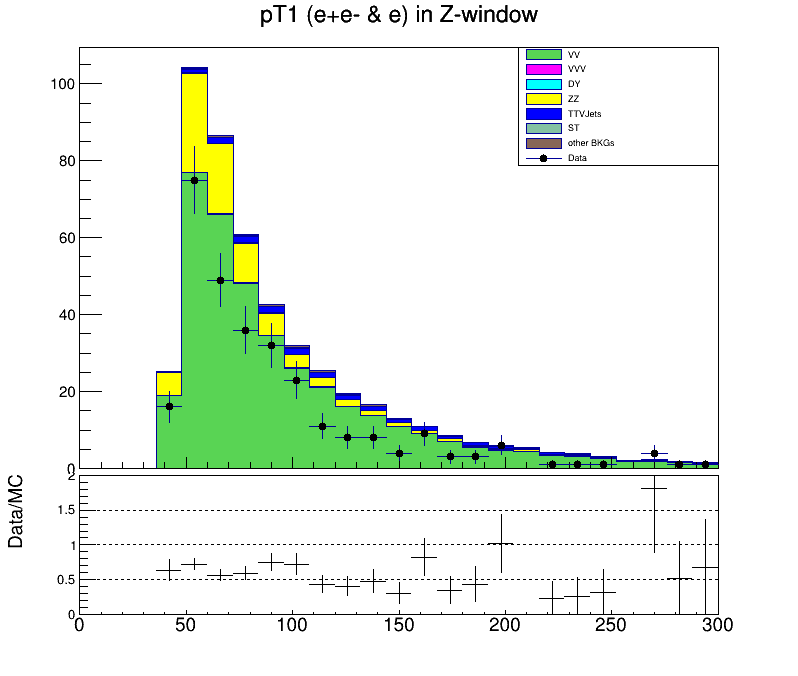 pT1 (e+e- & e) in Z-window
VV
VVV
DY
ZZ
TTVJets
ST
other BKGs
Data
100
80
60
40
20
0
Data/MC
2
1.5
1
0.5
0
0 50 100 150 200 250 300